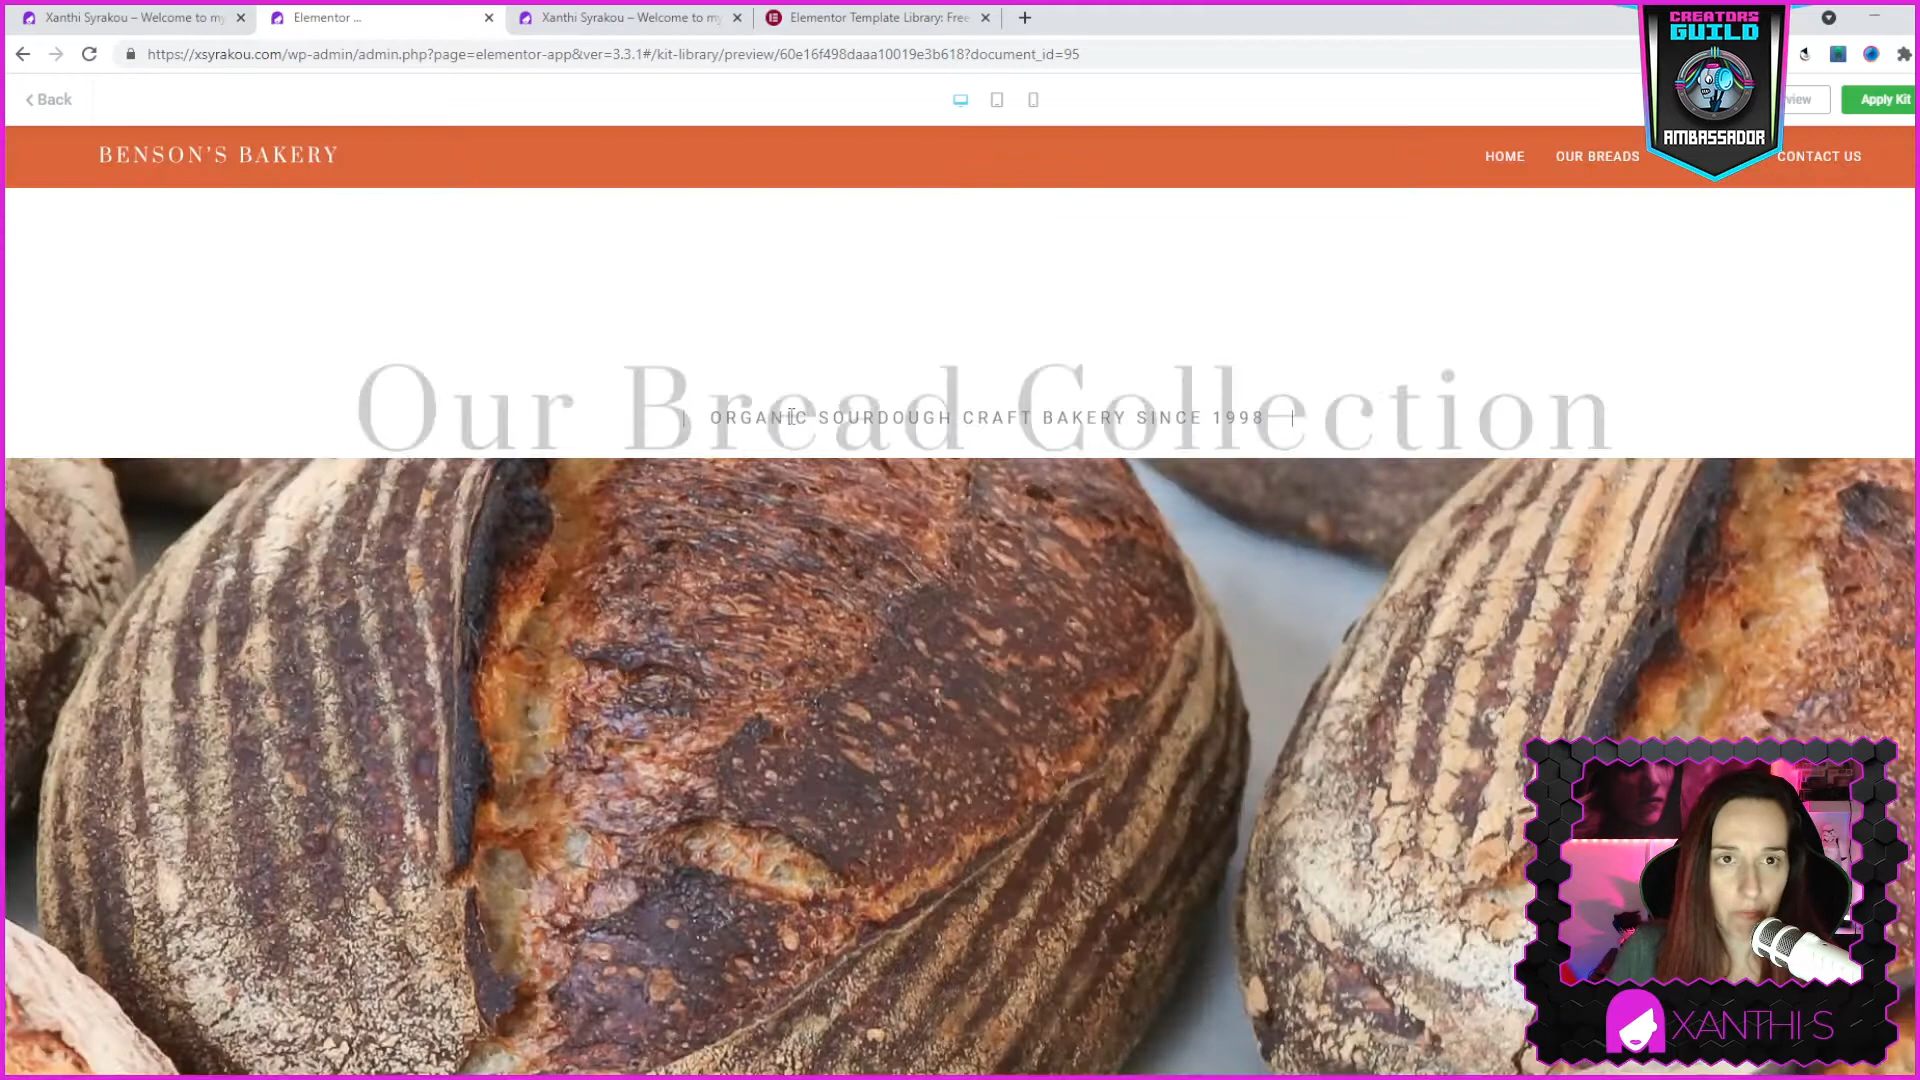 Xanthi Syrakou – Welcome to my
Elementor ...
Xanthi Syrakou – Welcome to my
Elementor Template Library: Free
https://xsyrakou.com/wp-admin/admin.php?page=elementor-app&ver=3.3.1#/kit-library/preview/60e16f498daaa10019e3b618?document_id=95
Back
Apply Kit
CREATORS
GUILD
AMBASSADOR
BENSON'S BAKERY
HOME
OUR BREADS
CONTACT US
Our Bread Collection
ORGANIC SOURDOUGH CRAFT BAKERY SINCE 1998
XANTHI S